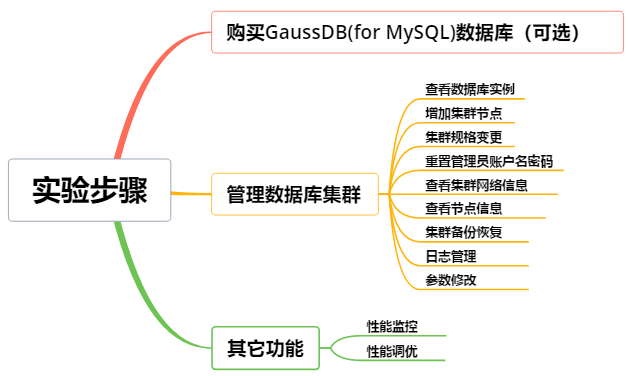 实验步骤
购买GaussDB(for MySQL)数据库（可选）
管理数据库集群
查看数据库实例
增加集群节点
集群规格变更
重置管理员账户名密码
查看集群网络信息
查看节点信息
集群备份恢复
日志管理
参数修改
其它功能
性能监控
性能调优